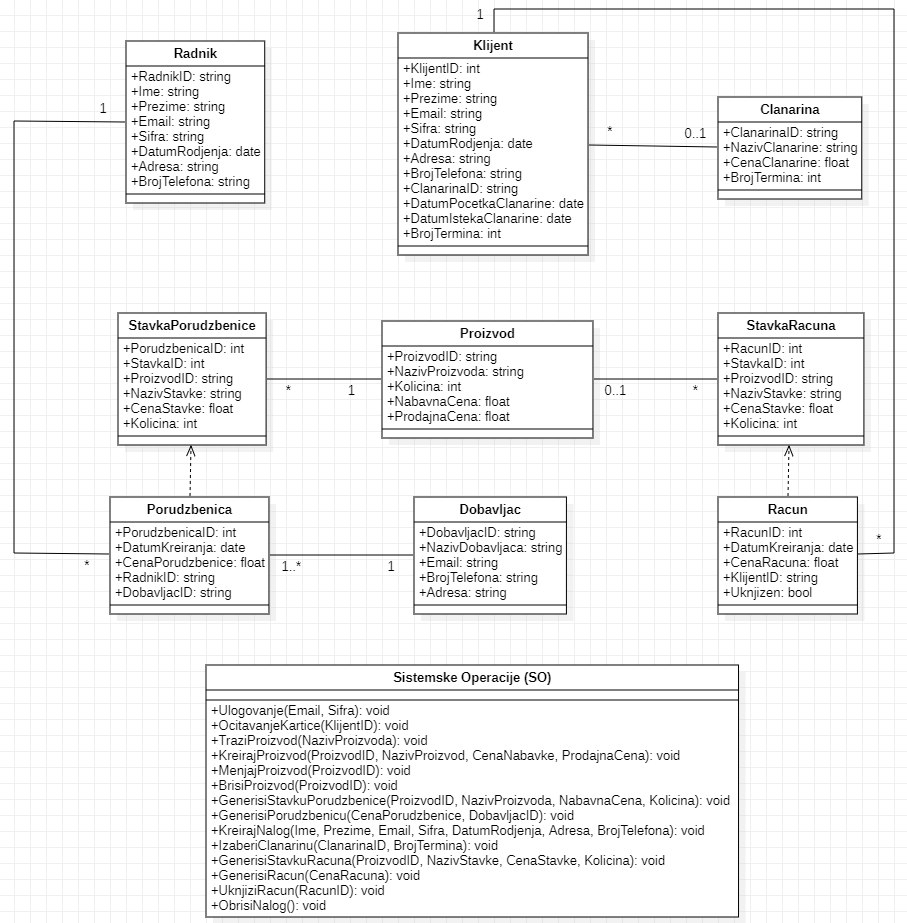 1
Radnik
+RadnikID: string
+Ime: string
+Prezime: string
+Email: string
+Sifra: string
+DatumRodjenja: date
+Adresa: string
+BrojTelefona: string
1
Klijent
+KlijentID: int
+Ime: string
+Prezime: string
+Email: string
+Sifra: string
+DatumRodjenja: date
+Adresa: string
+BrojTelefona: string
+ClanarinaID: string
+DatumPocetkaClanarine: date
+DatumIstekaClanarine: date
+BrojTermina: int
*
0..1
Clanarina
+ClanarinaID: string
+NazivClanarine: string
+CenaClanarine: float
+BrojTermina: int
StavkaPorudzbenice
+PorudzbenicaID: int
+StavkaID: int
+ProizvodID: string
+NazivStavke: string
+CenaStavke: float
+Kolicina: int
*
1
Proizvod
+ProizvodID: string
+NazivProizvoda: string
+Kolicina: int
+NabavnaCena: float
+ProdajnaCena: float
0..1
*
StavkaRacuna
+RacunID: int
+StavkaID: int
+ProizvodID: string
+NazivStavke: string
+CenaStavke: float
+Kolicina: int
*
Porudzbenica
+PorudzbenicaID: int
+DatumKreiranja: date
+CenaPorudzbenice: float
+RadnikID: string
+DobavljacID: string
1..*
1
Dobavljac
+DobavljacID: string
+NazivDobavljaca: string
+Email: string
+BrojTelefona: string
+Adresa: string
Racun
+RacunID: int
+DatumKreiranja: date
+CenaRacuna: float
+KlijentID: string
+Uknjizen: bool
*
Sistemske Operacije (SO)
+Ulogovanje(Email, Sifra): void
+OcitavanjeKartice(KlijentID): void
+TraziProizvod(NazivProizvoda): void
+KreirajProizvod(ProizvodID, NazivProizvod, CenaNabavke, ProdajnaCena): void
+MenjajProizvod(ProizvodID): void
+BrisiProizvod(ProizvodID): void
+GenerisiStavkuPorudzbenice(ProizvodID, NazivProizvoda, NabavnaCena, Kolicina): void
+GenerisiPorudzbenicu(CenaPorudzbenice, DobavljacID): void
+KreirajNalog(Ime, Prezime, Email, Sifra, DatumRodjenja, Adresa, BrojTelefona): void
+IzaberiClanarinu(ClanarinaID, BrojTermina): void
+GenerisiStavkuRacuna(ProizvodID, NazivStavke, CenaStavke, Kolicina): void
+GenerisiRacun(CenaRacuna): void
+UknjiziRacun(RacunID): void
+ObrisiNalog(): void